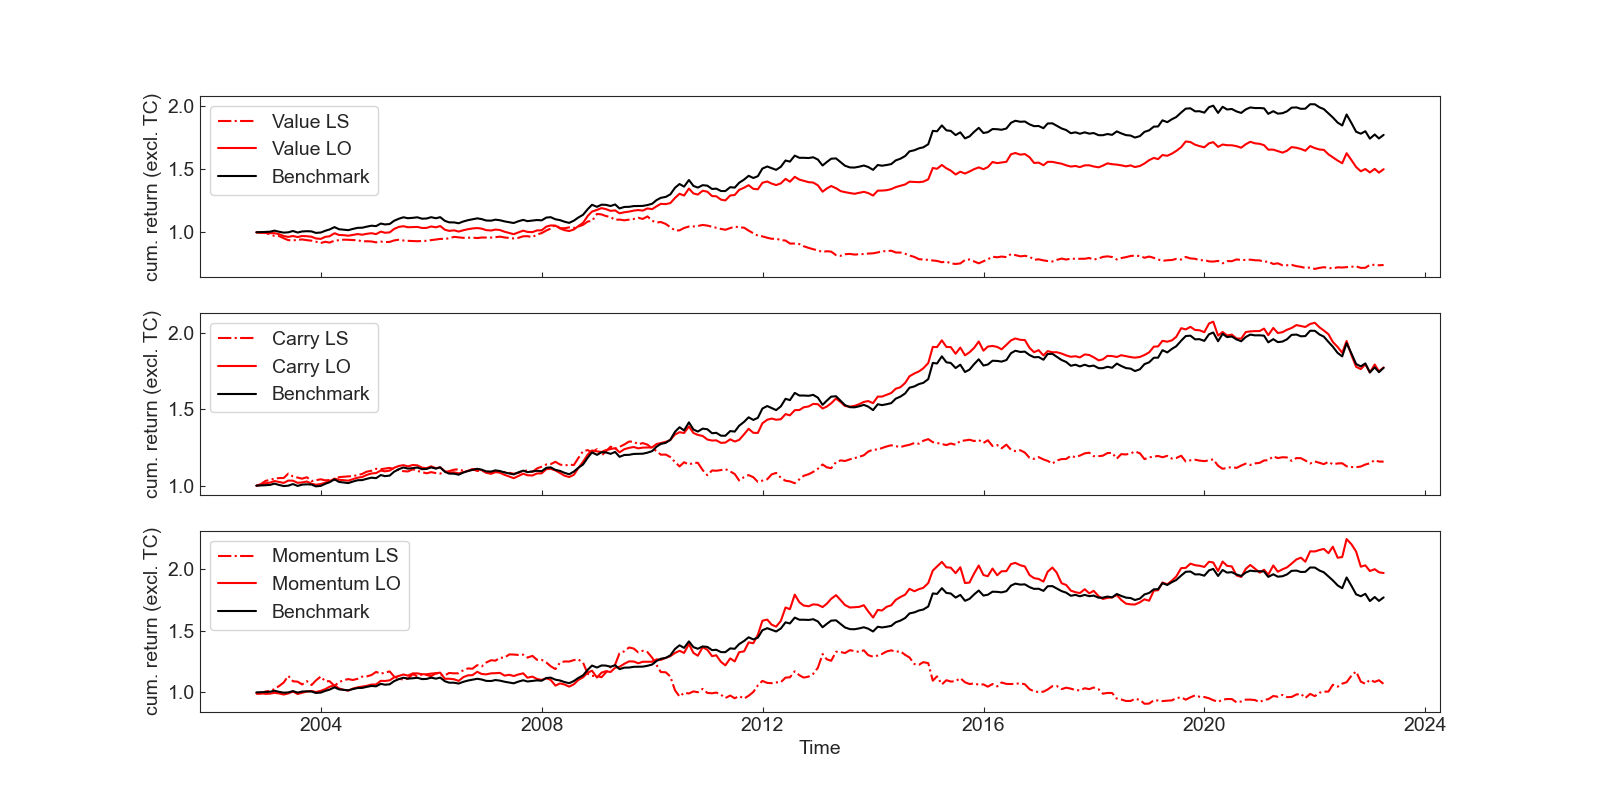 cum. return (excl. TC)
2.0
1.5
1.0
Value LS
Value LO
Benchmark
cum. return (excl. TC)
2.0
1.5
1.0
Carry LS
Carry LO
Benchmark
cum. return (excl. TC)
2.0
1.5
1.0
Momentum LS
Momentum LO
Benchmark
2004 2008 2012 2016 2020 2024
Time